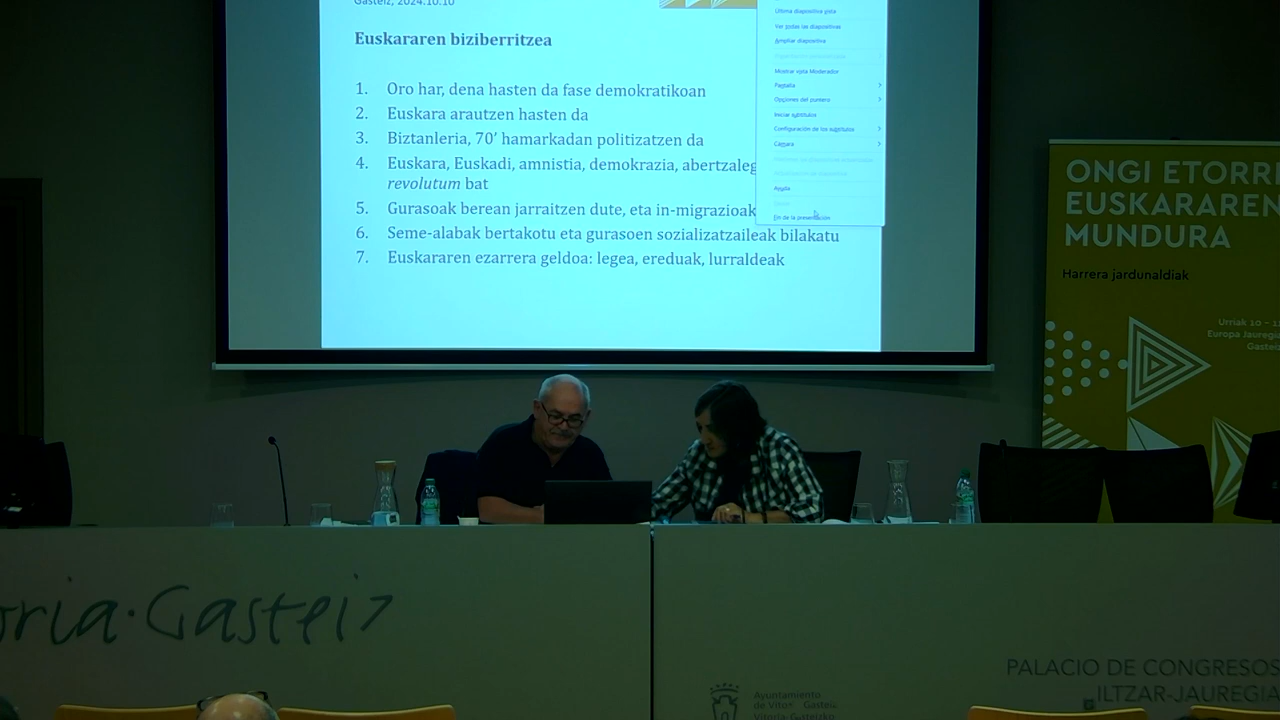 Gasteiz, 2024.10.10
Euskararen biziberritzea
1. Oro har, dena hasten da fase demokratikoan
2. Euskara arautzen hasten da
3. Biztanleria, 70' hamarkadan politizatzen da
4. Euskara, Euskadi, amnistia, demokrazia, abertzaleg
revolutum bat
5. Gurasoak berean jarraitzen dute, eta in-migrazioak
6. Seme-alabak bertakotu eta gurasoen sozializatzaileak bilakatu
7. Euskararen ezarrera geldoa: legea, ereduak, lurraldeak
Última diapositiva vista
Ver todas las diapositivas
Ampliar diapositiva
Mostrar vista Moderador
Pantalla
Opciones del puntero
Iniciar subtítulos
Configuración de los subtítulos
Cámara
Ayuda
Fin de la presentación
ONGI ETORRI
EUSKARAREN
MUNDURA
Harrera jardunaldiak
Urriak 10 - 1
Europa Jauregi
Gasteiz
oria·Gasteiz
PALACIO DE CONGRESOS
ILTZAR-JAUREGIA
Ayuntamiento
de Vitoria-Gasteiz
Vitoria-Gasteizko